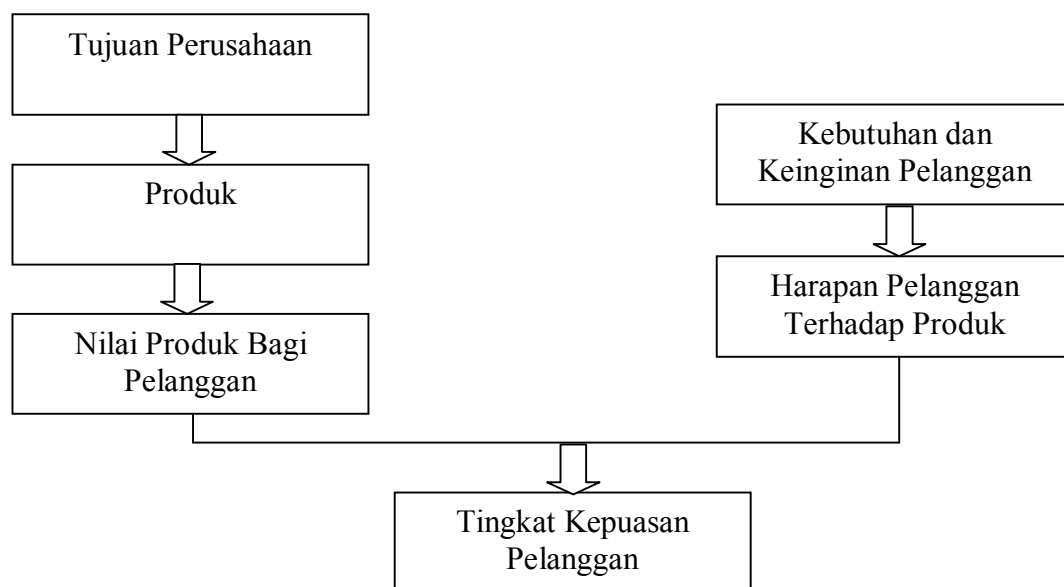 Tujuan Perusahaan
Produk
Nilai Produk Bagi
Pelanggan
Kebutuhan dan
Keinginan Pelanggan
Harapan Pelanggan
Terhadap Produk
Tingkat Kepuasan
Pelanggan